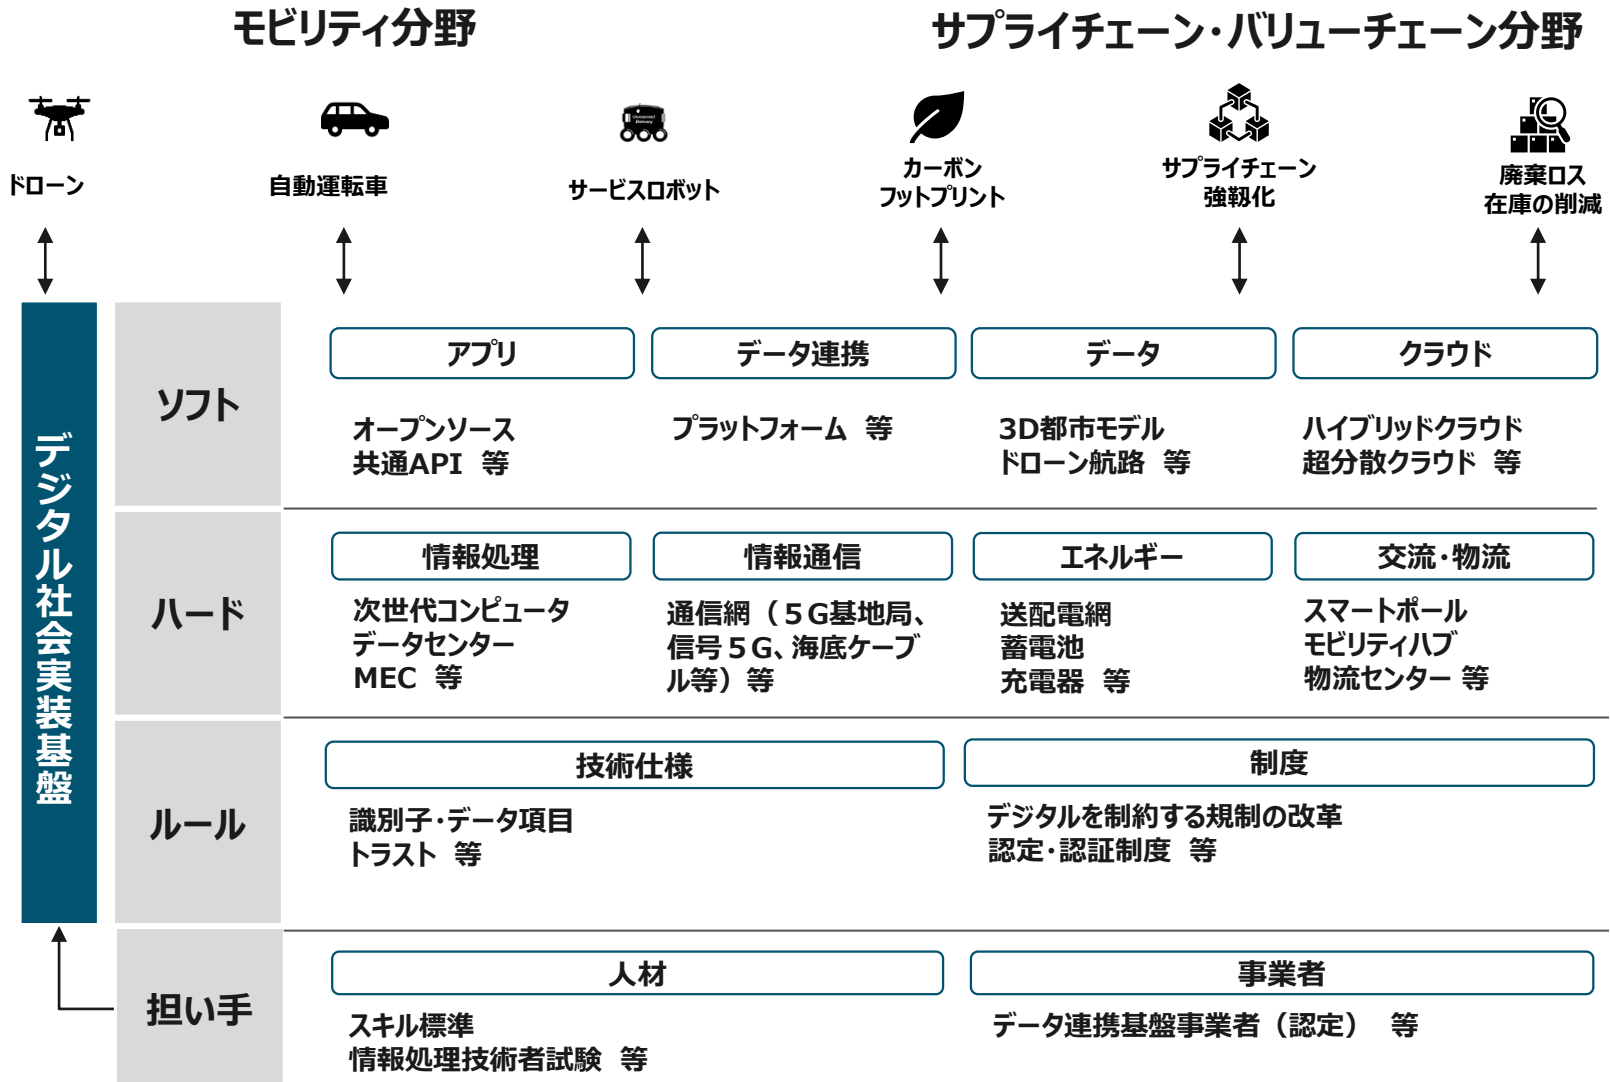 モビリティ分野
サプライチェーン・バリューチェーン分野
ドローン
自動運転車
サービスロボット
カーボン
フットプリント
サプライチェーン
強靱化
廃棄ロス
在庫の削減
デジタル社会実装基盤
ソフト
アプリ
オープンソース
共通API 等
データ連携
プラットフォーム 等
データ
3D都市モデル
ドローン航路 等
クラウド
ハイブリッドクラウド
超分散クラウド 等
ハード
情報処理
次世代コンピュータ
データセンター
MEC 等
情報通信
通信網（５G基地局、
信号５G、海底ケーブ
ル等）等
エネルギー
送配電網
蓄電池
充電器 等
交流・物流
スマートポール
モビリティハブ
物流センター 等
ルール
技術仕様
識別子・データ項目
トラスト 等
制度
デジタルを制約する規制の改革
認定・認証制度 等
担い手
人材
スキル標準
情報処理技術者試験 等
事業者
データ連携基盤事業者（認定） 等